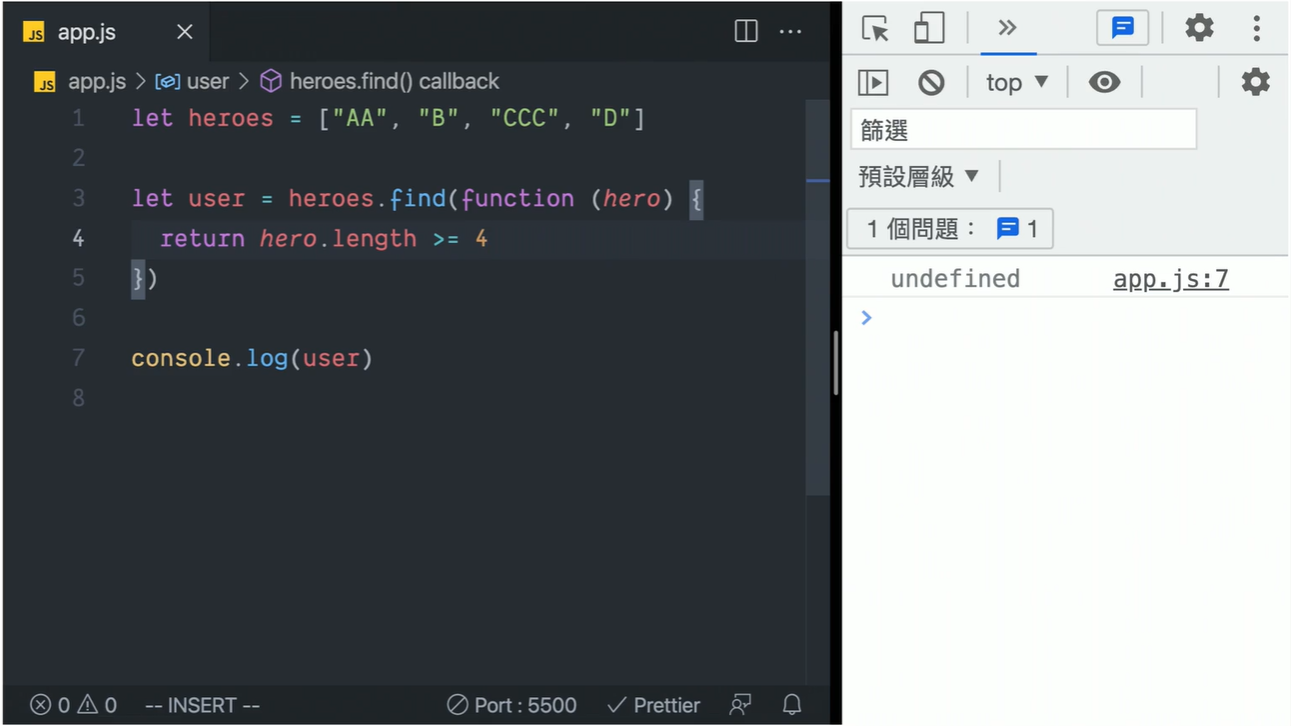 JS app.js
JS app.js > user > heroes.find() callback
1 let heroes = ["AA", "B", "CCC", "D"]
2
3 let user = heroes.find(function (hero) {
4 return hero.length >= 4
5 })
6
7 console.log(user)
8
0 0 -- INSERT -- Port : 5500 Prettier
top
篩選
預設層級
1 個問題： 1
undefined app.js:7
>